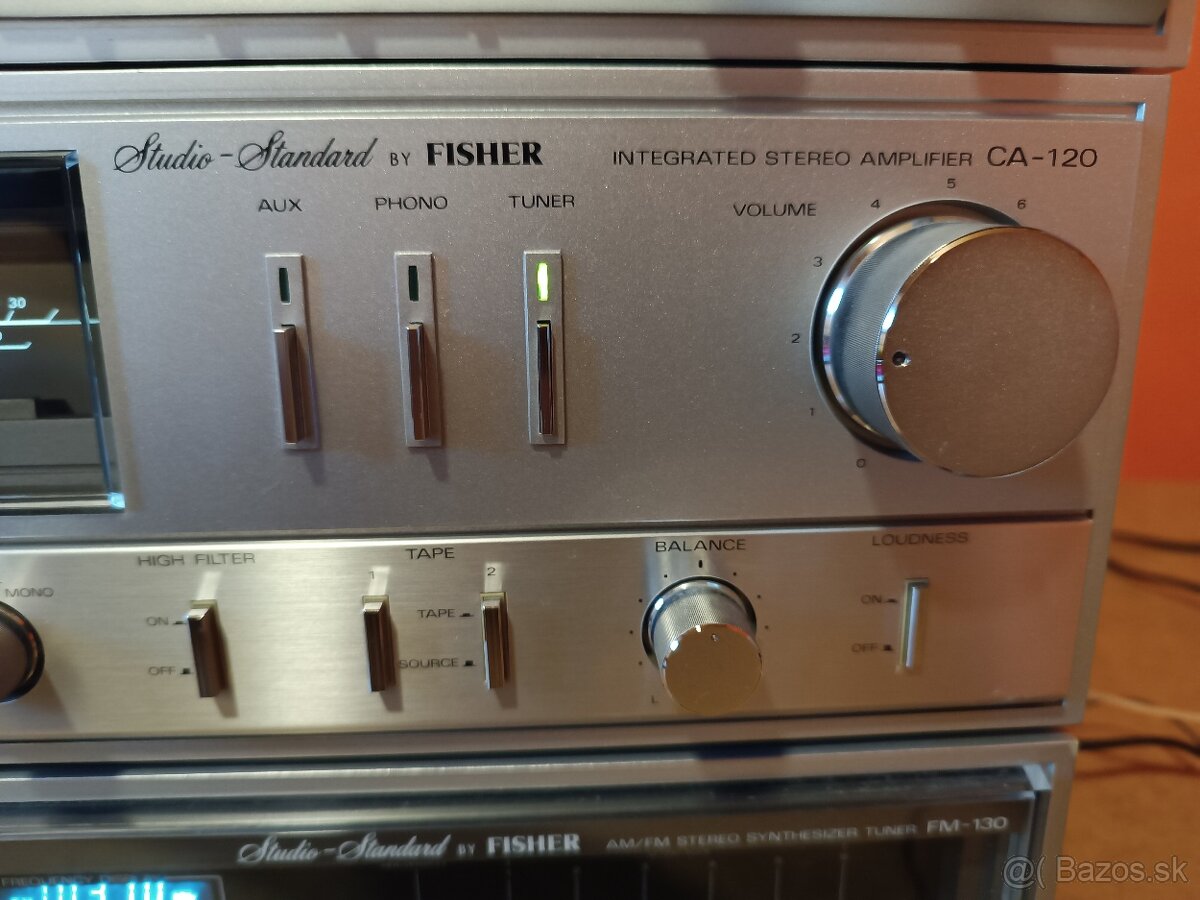 Studio-Standard BY FISHER
INTEGRATED STEREO AMPLIFIER CA-120
AUX PHONO TUNER
VOLUME
0 1 2 3 4 5 6
30
MONO
HIGH FILTER
ON
OFF
TAPE
1 2
TAPE
SOURCE
BALANCE
L
LOUDNESS
ON
OFF
Studio-Standard BY FISHER
AM/FM STEREO SYNTHESIZER TUNER FM-130
FREQUENCY
@( Bazos.sk